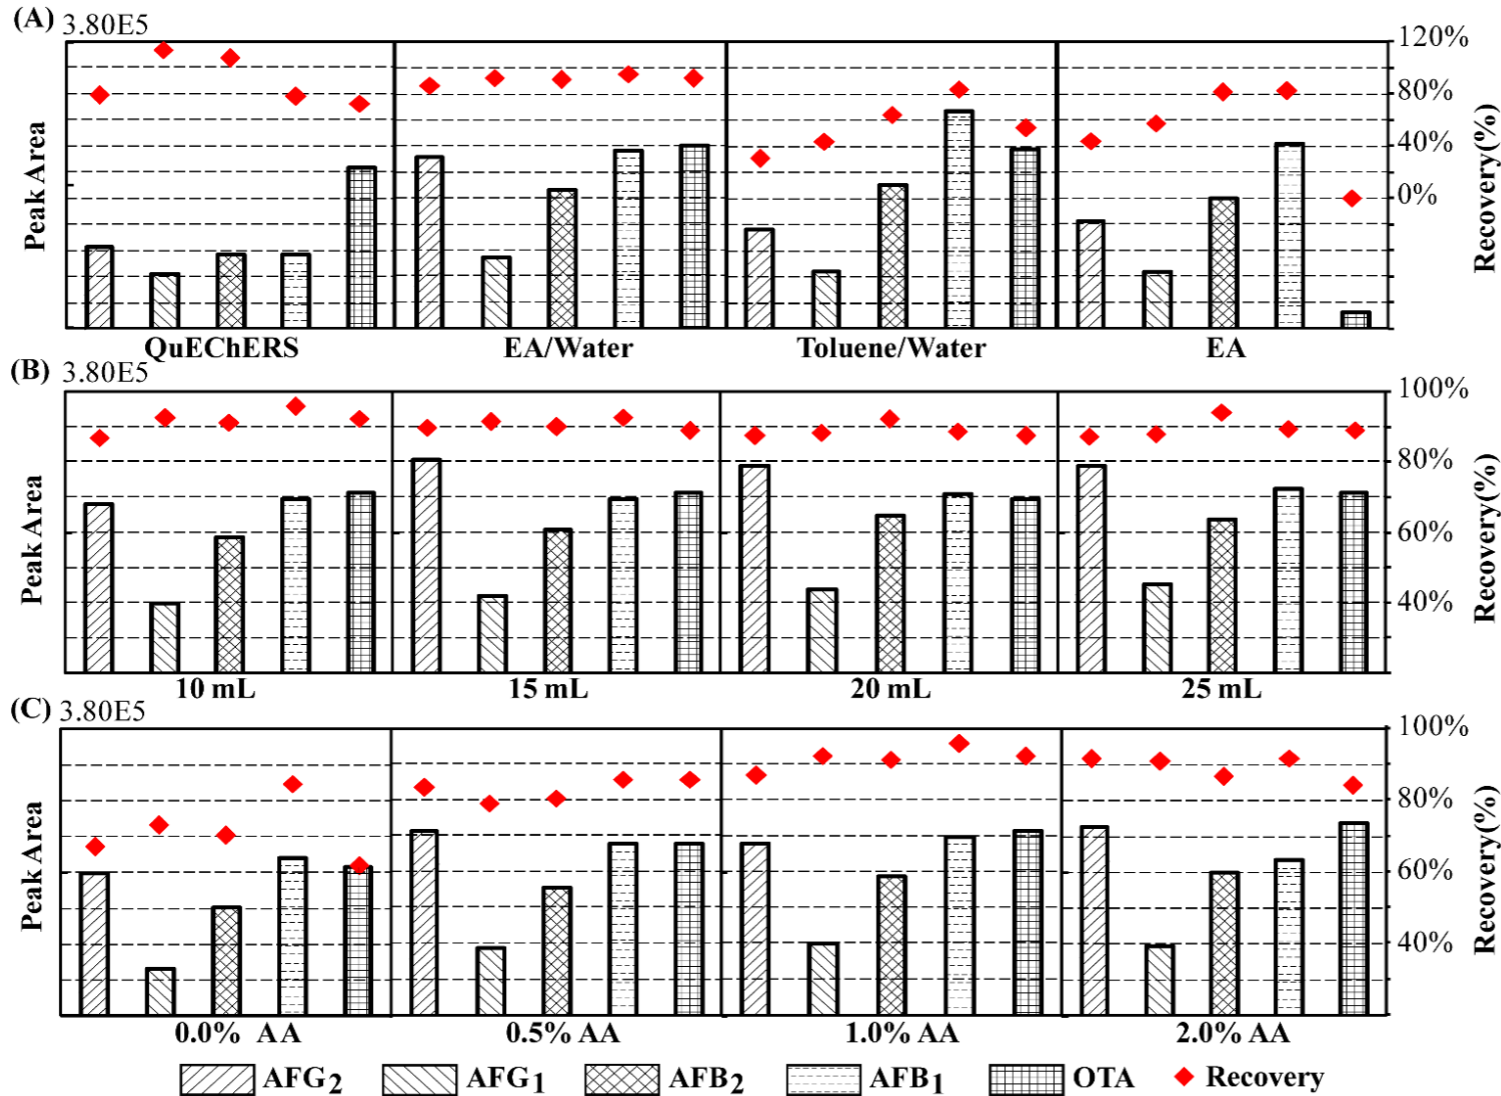 (A) 3.80E5
120%
80%
40%
0%
Peak Area
Recovery(%)
QuEChERS EA/Water Toluene/Water EA
(B) 3.80E5
100%
80%
60%
40%
Peak Area
Recovery(%)
10 mL 15 mL 20 mL 25 mL
(C) 3.80E5
100%
80%
60%
40%
Peak Area
Recovery(%)
0.0% AA 0.5% AA 1.0% AA 2.0% AA
AFG2 AFG1 AFB2 AFB1 OTA Recovery